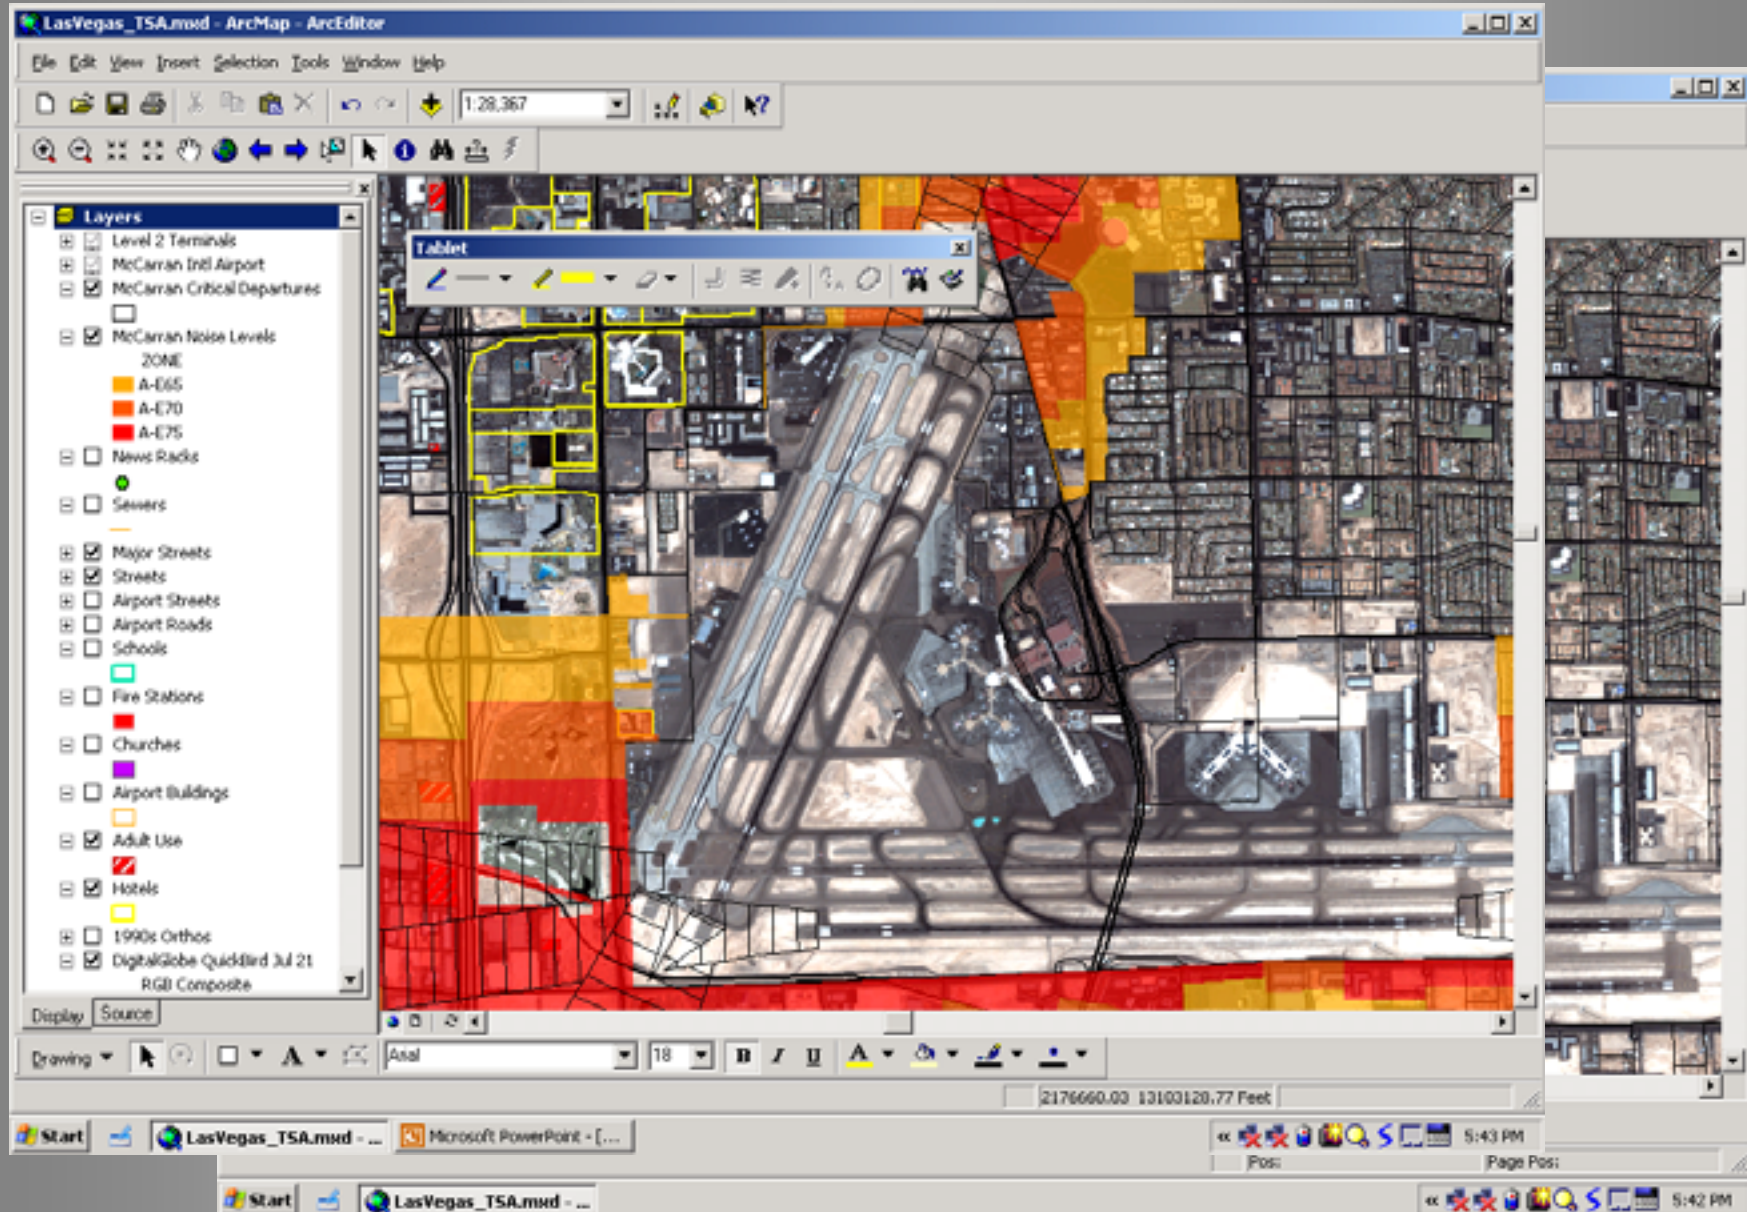 LasVegas_TSA.mxd - ArcMap - ArcEditor
File Edit View Insert Selection Tools Window Help
1:28,367
Layers
Level 2 Terminals
McCarran Intl Airport
McCarran Critical Departures
McCarran Noise Levels
ZONE
A-E65
A-E70
A-E75
News Racks
Sewers
Major Streets
Streets
Airport Streets
Airport Roads
Schools
Fire Stations
Churches
Airport Buildings
Adult Use
Hotels
1990s Orthos
DigitalGlobe QuickBird Jul 21
RGB Composite
Display Source
Tablet
Drawing A Arial 18 B I U A
2176660.03 13103128.77 Feet
Start LasVegas_TSA.mxd - ... Microsoft PowerPoint - [... « 5:43 PM
Pos: Page Pos:
Start LasVegas_TSA.mxd - ... « 5:42 PM